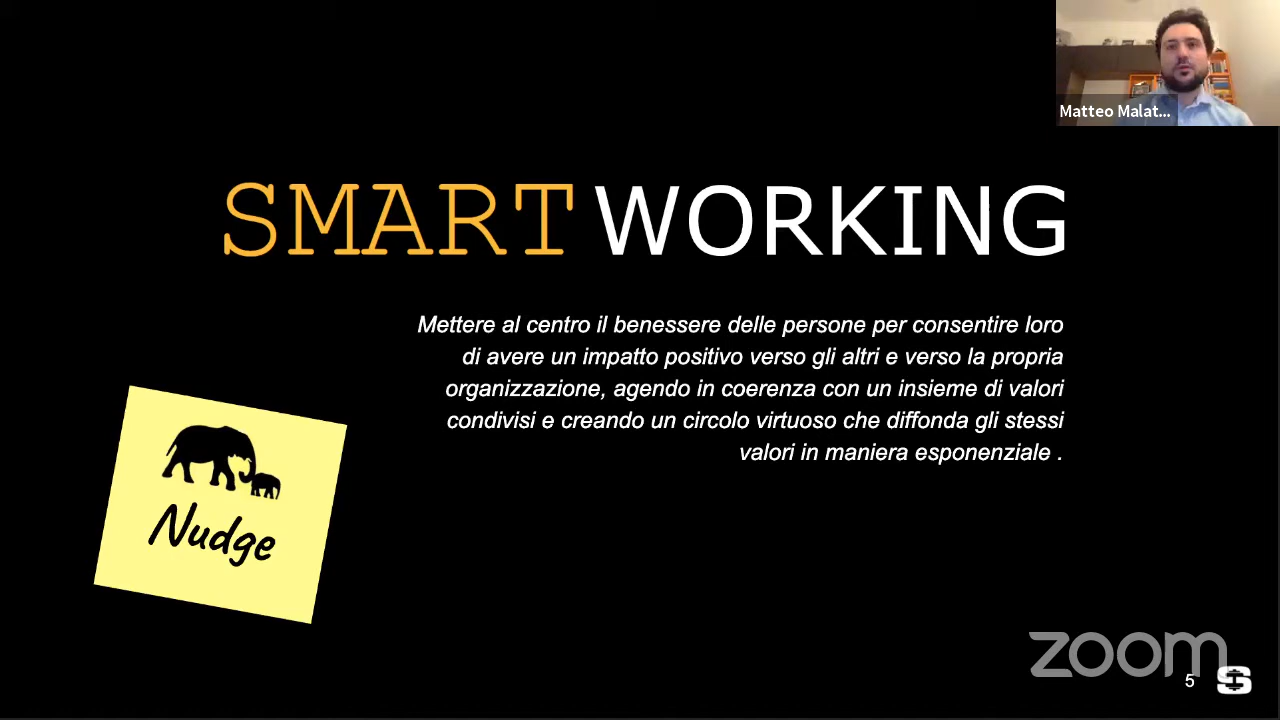 Matteo Malat...
SMART WORKING
Mettere al centro il benessere delle persone per consentire loro
di avere un impatto positivo verso gli altri e verso la propria
organizzazione, agendo in coerenza con un insieme di valori
condivisi e creando un circolo virtuoso che diffonda gli stessi
valori in maniera esponenziale .
Nudge
zoom
5